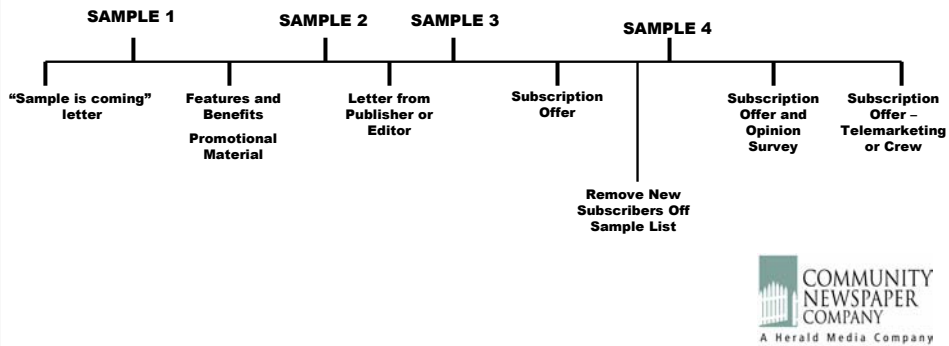 SAMPLE 1
SAMPLE 2
SAMPLE 3
SAMPLE 4
“Sample is coming”
letter
Features and
Benefits
Promotional
Material
Letter from
Publisher or
Editor
Subscription
Offer
Remove New
Subscribers Off
Sample List
Subscription
Offer and
Opinion
Survey
Subscription
Offer –
Telemarketing
or Crew
COMMUNITY
NEWSPAPER
COMPANY
A Herald Media Company